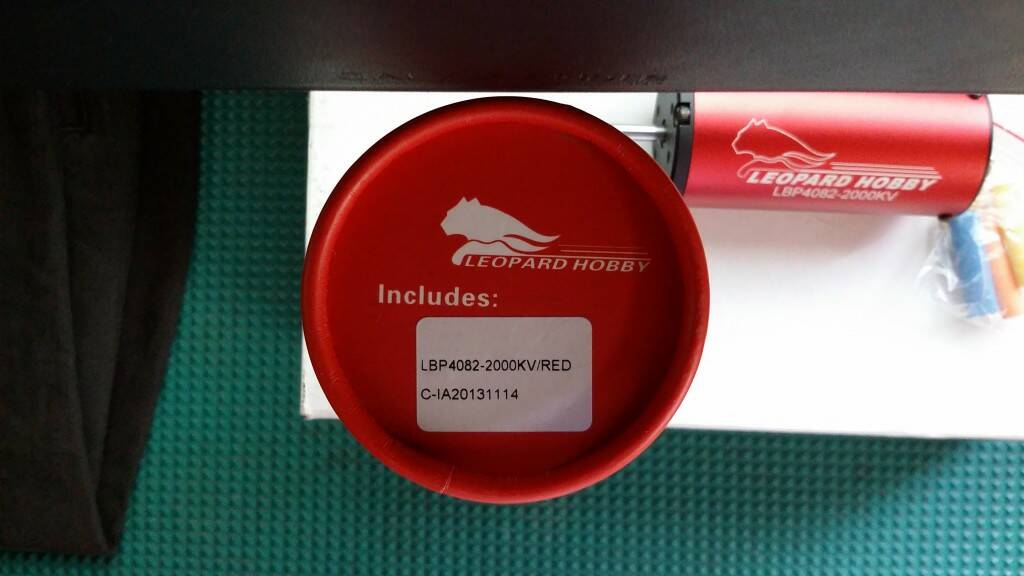 LEOPARD HOBBY
LBP4082-2000KV
LEOPARD HOBBY
Includes:
LBP4082-2000KV/RED
C-IA20131114